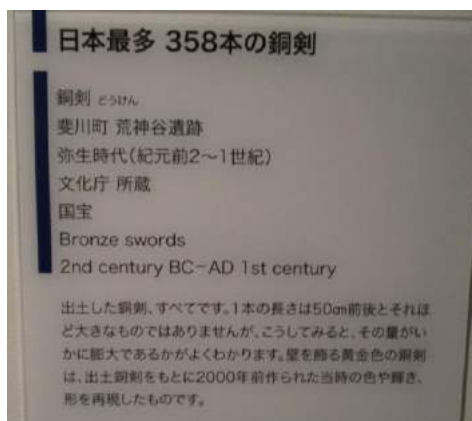 日本最多 358本の銅剣
銅剣 どうけん
斐川町 荒神谷遺跡
弥生時代(紀元前2〜1世紀)
文化庁 所蔵
国宝
Bronze swords
2nd century BC-AD 1st century
出土した銅剣、すべてです。1本の長さは50cm前後とそれほ
ど大きなものではありませんが、こうしてみると、その量がい
かに膨大であるかがよくわかります。壁を飾る黄金色の銅剣
は、出土銅剣をもとに2000年前作られた当時の色や輝き、
形を再現したものです。